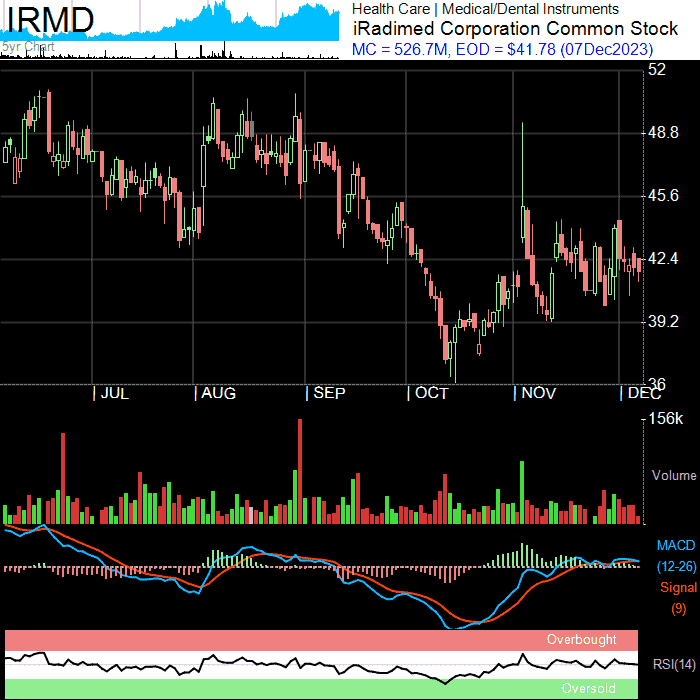 IRMD
5yr Chart
Health Care | Medical/Dental Instruments
iRadimed Corporation Common Stock
MC = 526.7M, EOD = $41.78 (07Dec2023)
52
48.8
45.6
42.4
39.2
36
| JUL | AUG | SEP | OCT | NOV | DEC
156k
Volume
MACD
(12-26)
Signal
(9)
Overbought
RSI(14)
Oversold